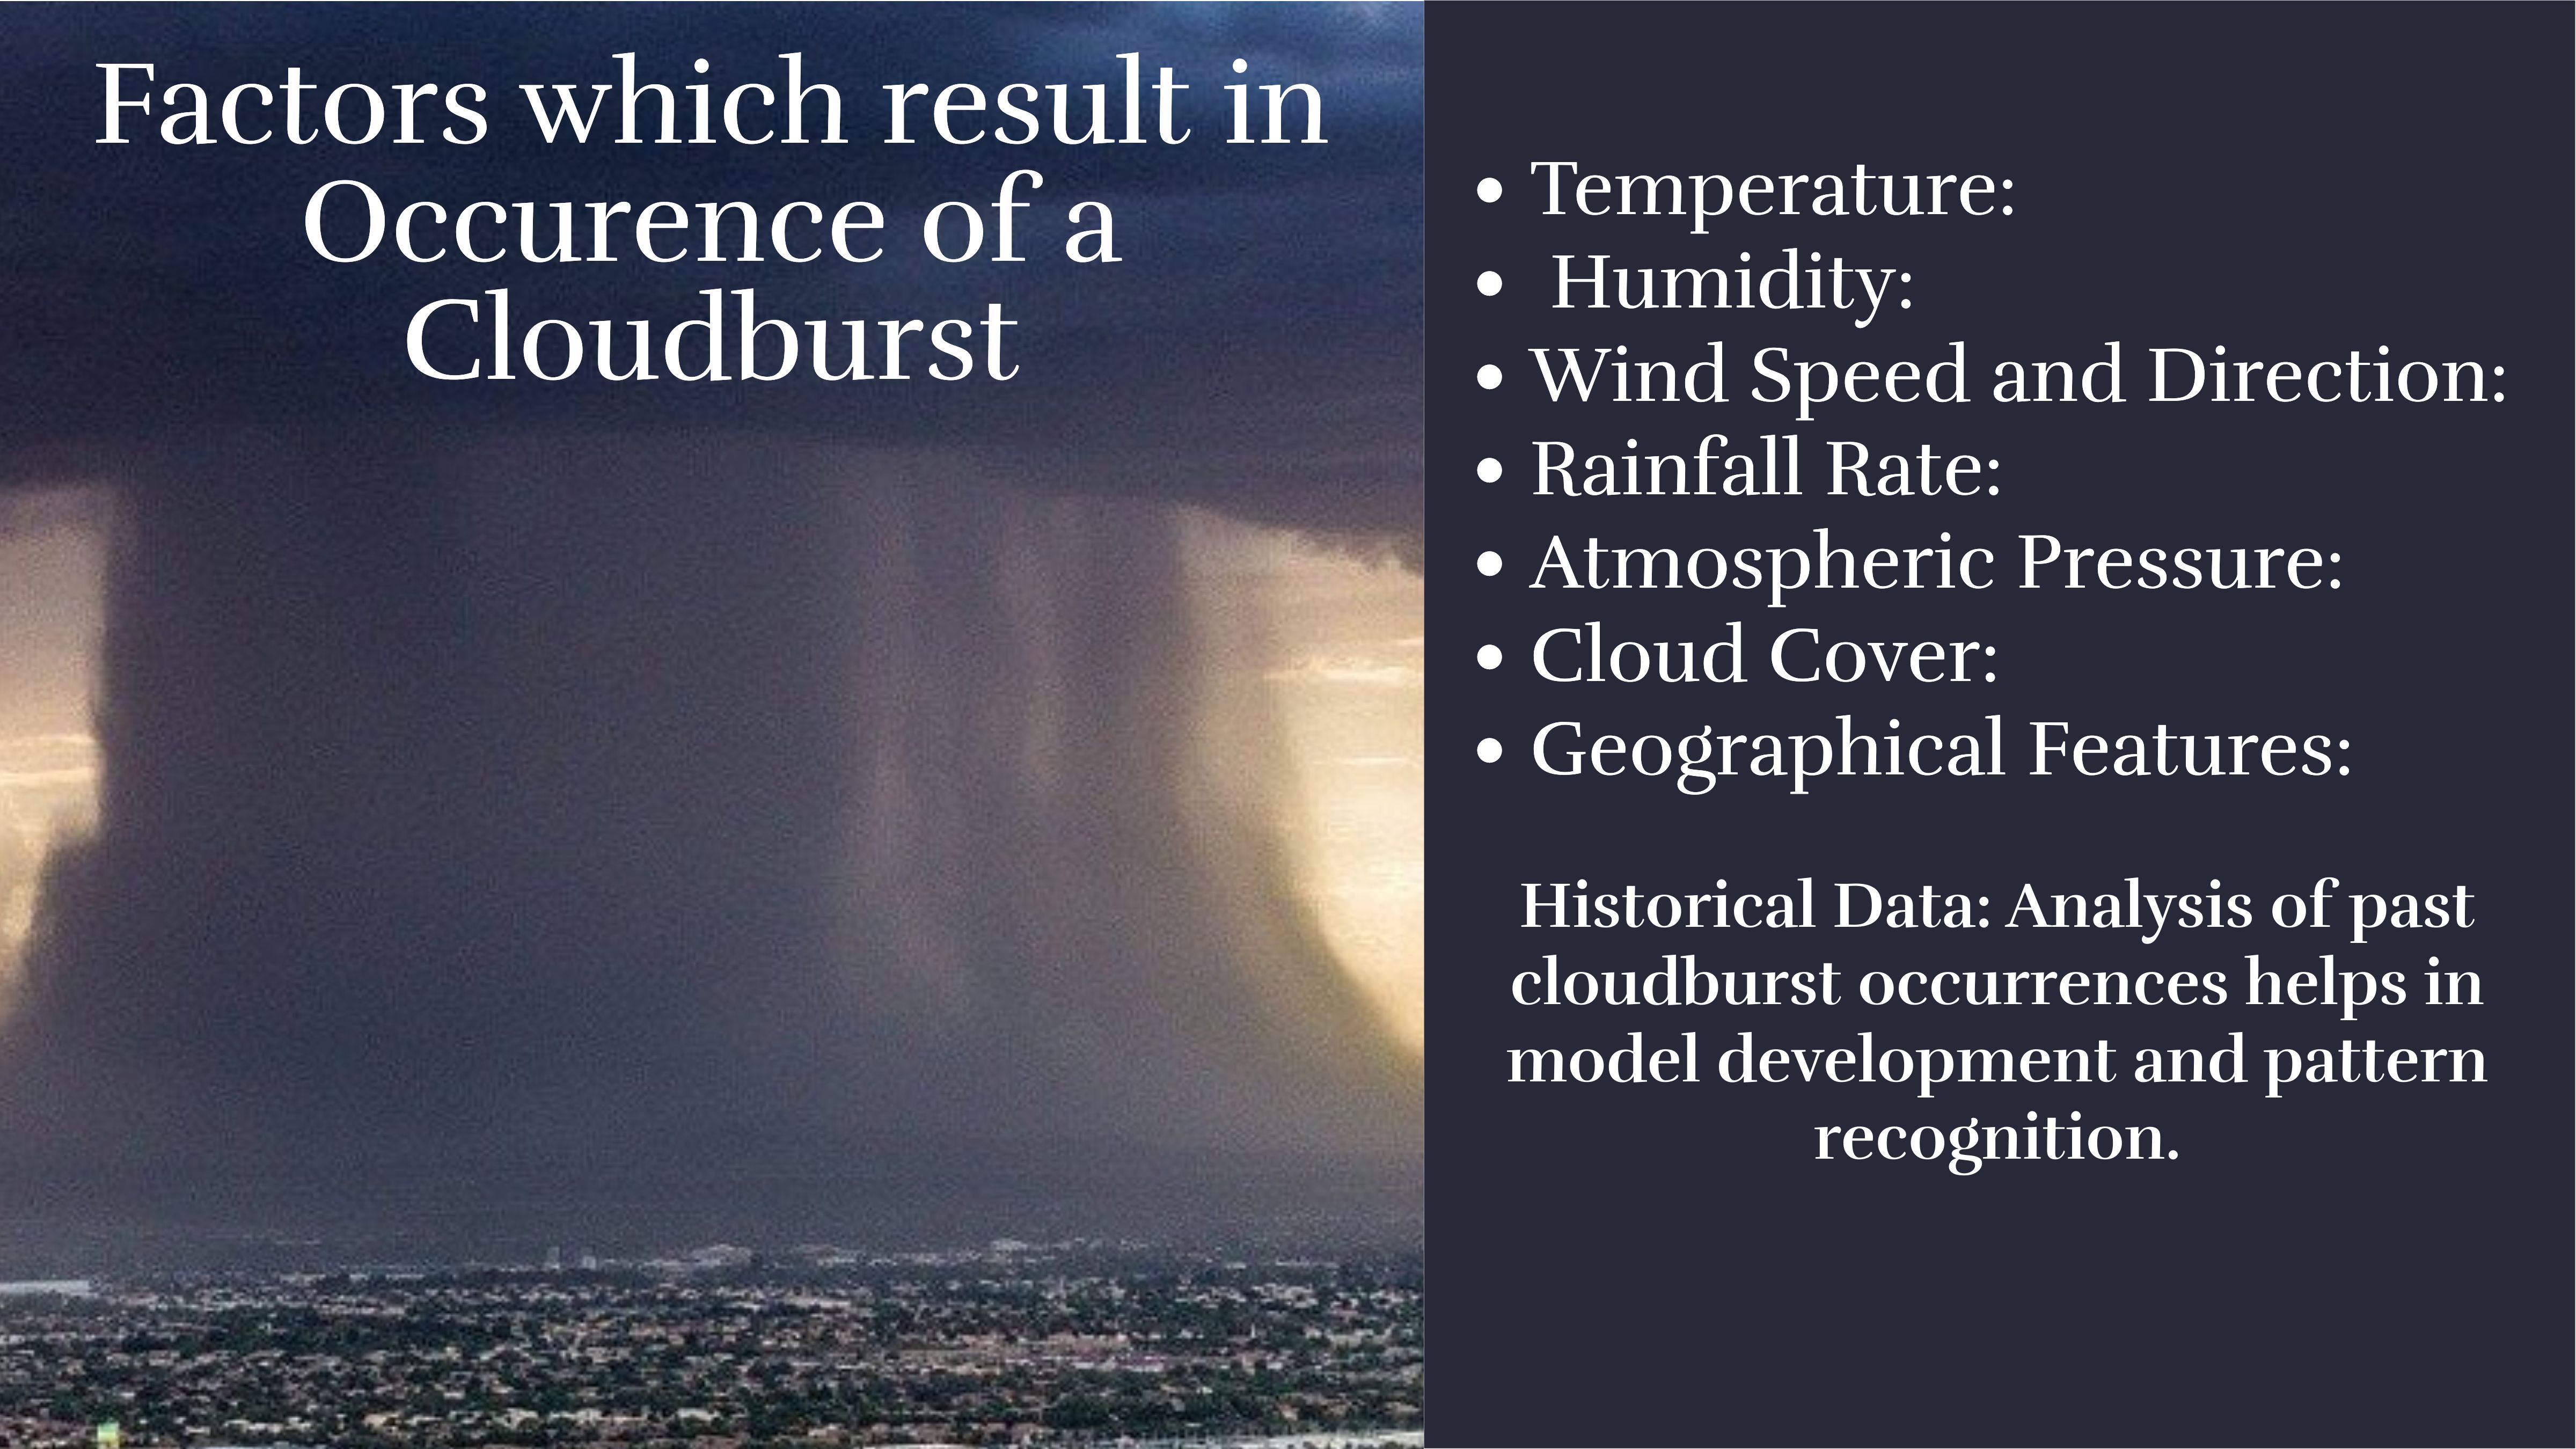 Factors which result in
Occurence of a
Cloudburst
• Temperature:
• Humidity:
• Wind Speed and Direction:
• Rainfall Rate:
• Atmospheric Pressure:
• Cloud Cover:
• Geographical Features:
Historical Data: Analysis of past
cloudburst occurrences helps in
model development and pattern
recognition.